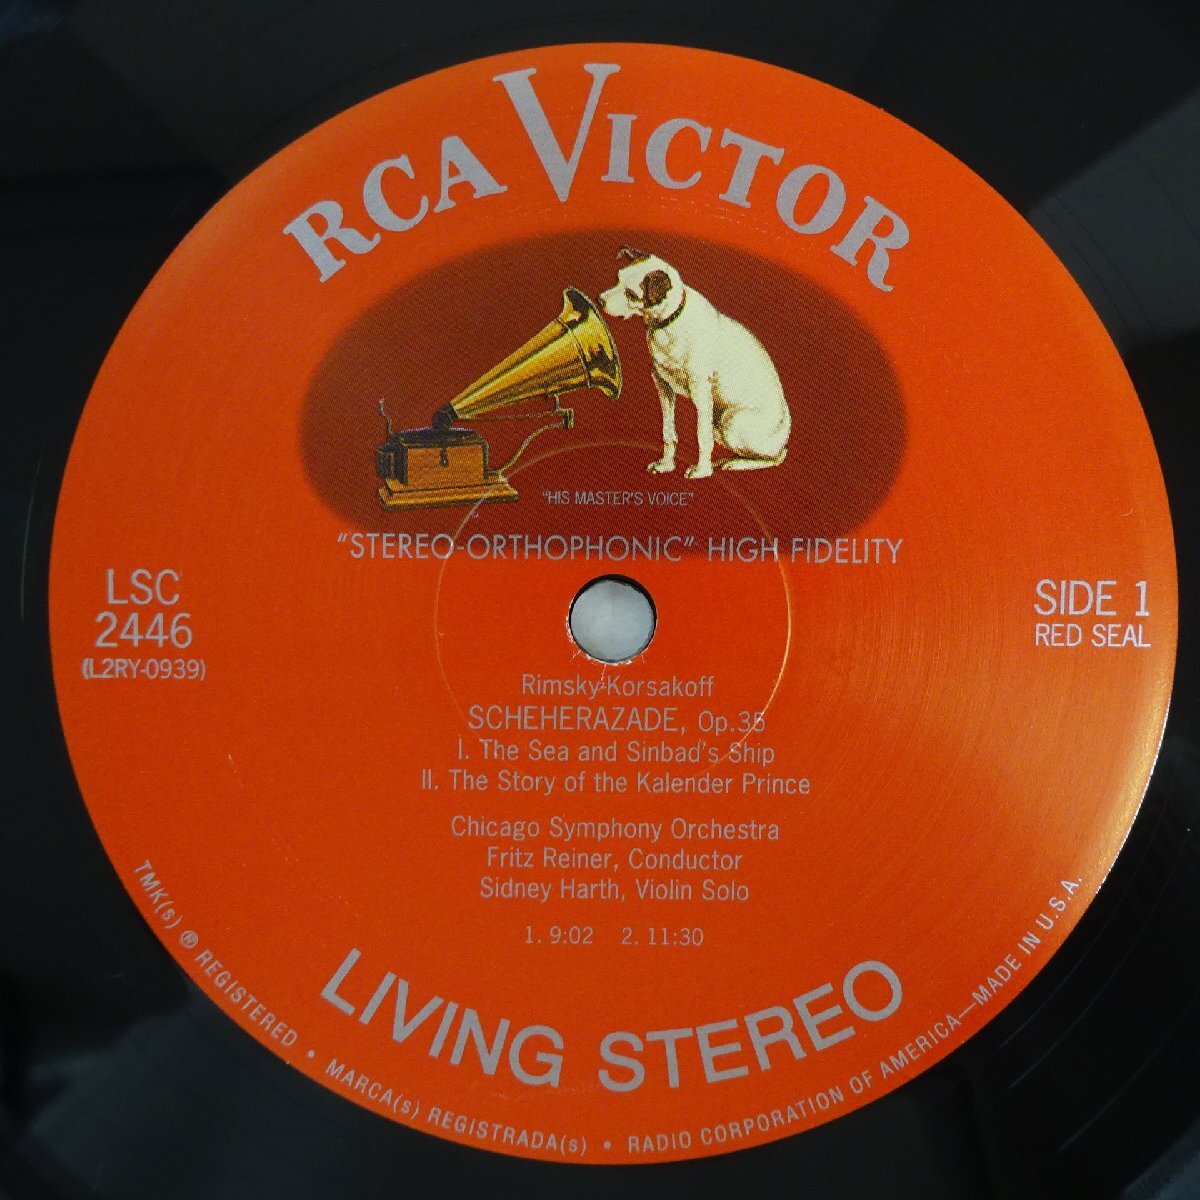 RCA VICTOR
"HIS MASTER'S VOICE"
"STEREO-ORTHOPHONIC" HIGH FIDELITY
LSC
2446
(L2RY-0939)
SIDE 1
RED SEAL
Rimsky-Korsakoff
SCHEHERAZADE, Op.35
I. The Sea and Sinbad's Ship
II. The Story of the Kalender Prince
Chicago Symphony Orchestra
Fritz Reiner, Conductor
Sidney Harth, Violin Solo
1. 9:02 2. 11:30
LIVING STEREO
TMK(s) ® REGISTERED • MARCA(s) REGISTRADA(s) • RADIO CORPORATION OF AMERICA—MADE IN U.S.A.